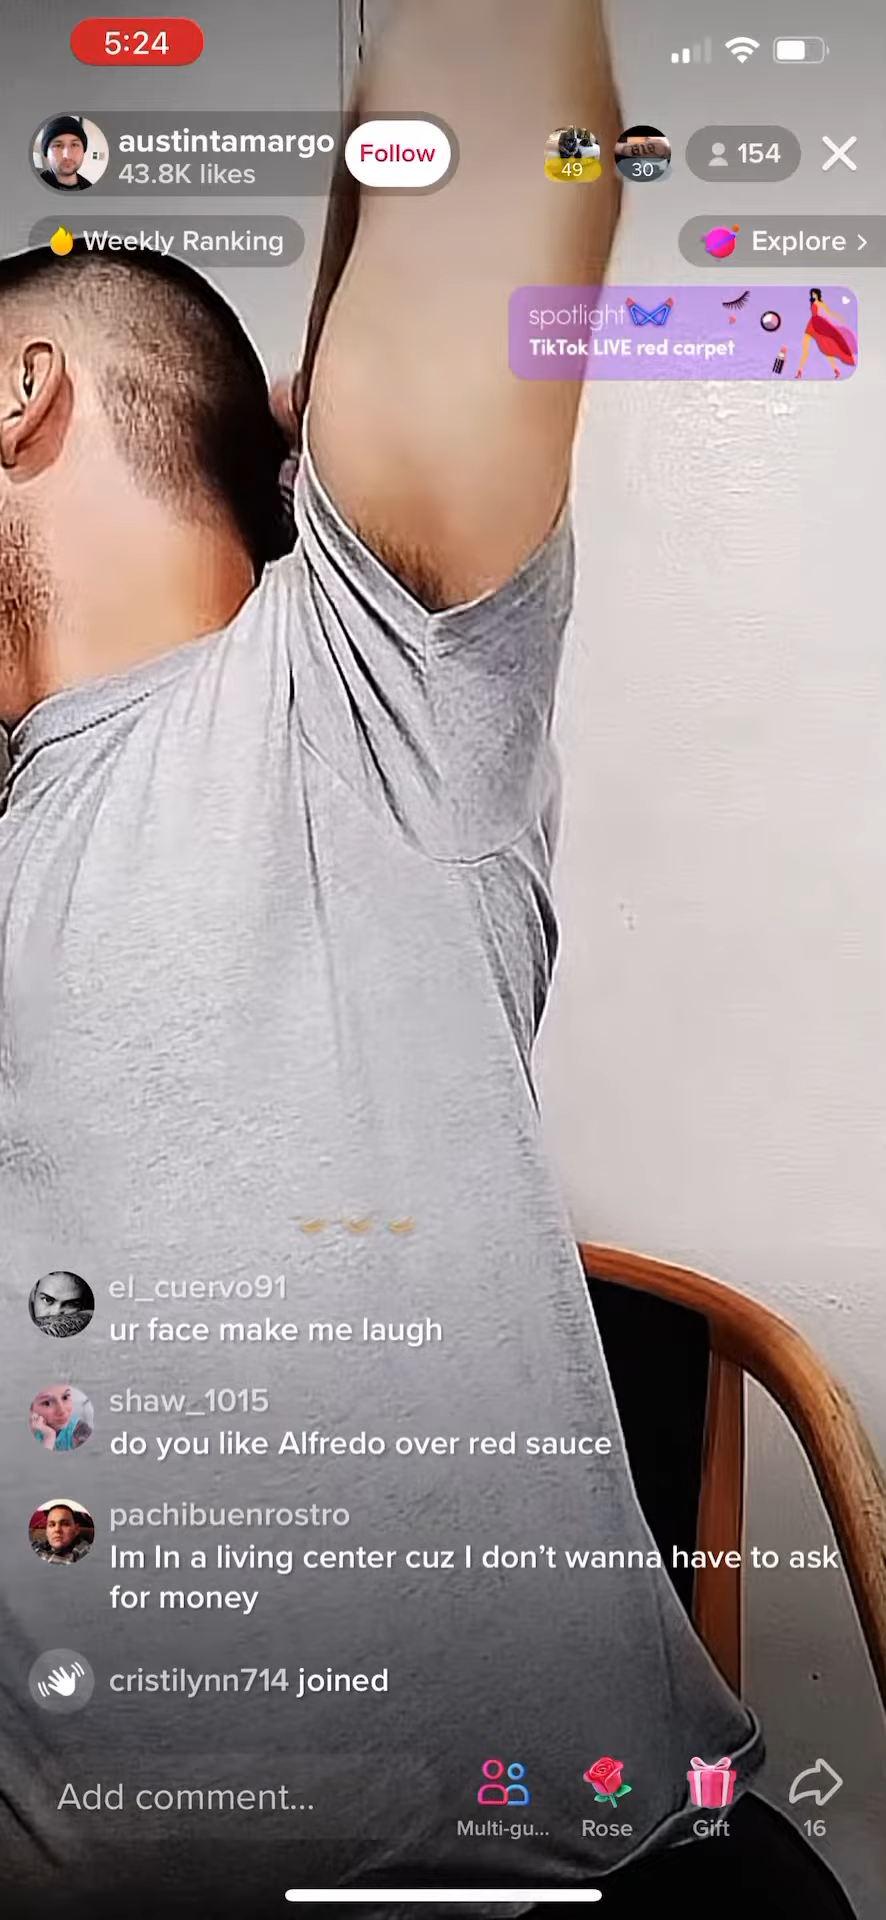 5:24
austintamargo
43.8K likes
Follow
49
30
154
Weekly Ranking
Explore >
spotlight
TikTok LIVE red carpet
el_cuervo91
ur face make me laugh
shaw_1015
do you like Alfredo over red sauce
pachibuenrostro
Im In a living center cuz I don’t wanna have to ask
for money
cristilynn714 joined
Add comment...
Multi-gu...
Rose
Gift
16